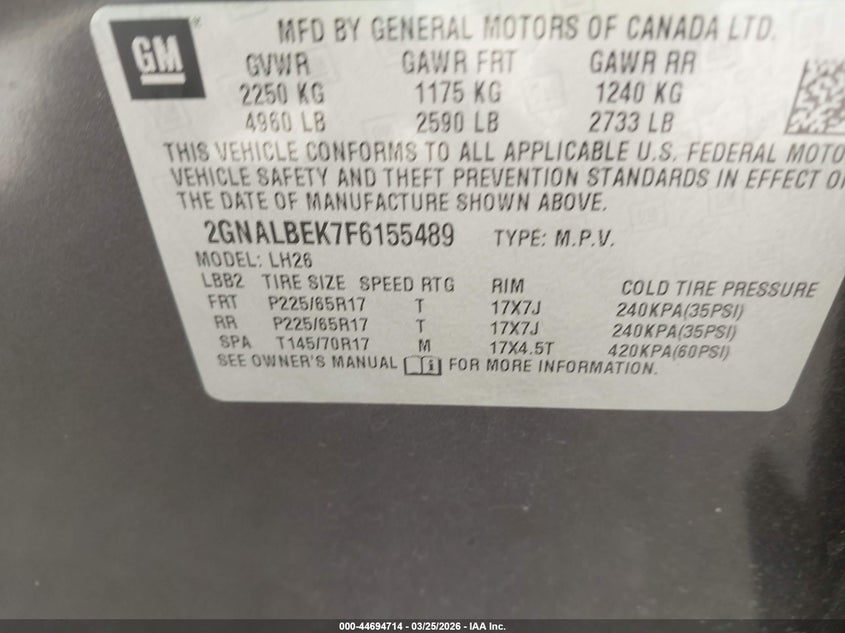 GM
MFD BY GENERAL MOTORS OF CANADA LTD.
GVWR GAWR FRT GAWR RR
2250 KG 1175 KG 1240 KG
4960 LB 2590 LB 2733 LB
THIS VEHICLE CONFORMS TO ALL APPLICABLE U.S. FEDERAL MOTO
VEHICLE SAFETY AND THEFT PREVENTION STANDARDS IN EFFECT O
THE DATE OF MANUFACTURE SHOWN ABOVE.
2GNALBEK7F6155489 TYPE: M.P.V.
MODEL: LH26
LBB2 TIRE SIZE SPEED RTG RIM COLD TIRE PRESSURE
FRT P225/65R17 T 17X7J 240KPA(35PSI)
RR P225/65R17 T 17X7J 240KPA(35PSI)
SPA T145/70R17 M 17X4.5T 420KPA(60PSI)
SEE OWNER'S MANUAL FOR MORE INFORMATION.
000-44694714 - 03/25/2026 - IAA Inc.